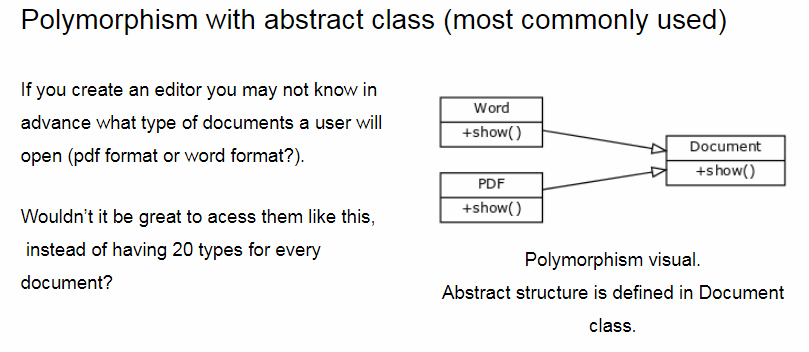 Polymorphism with abstract class (most commonly used)
If you create an editor you may not know in
advance what type of documents a user will
open (pdf format or word format?).
Wouldn't it be great to acess them like this,
instead of having 20 types for every
document?
Word
+show()
PDF
+show()
Document
+show()
Polymorphism visual.
Abstract structure is defined in Document
class.